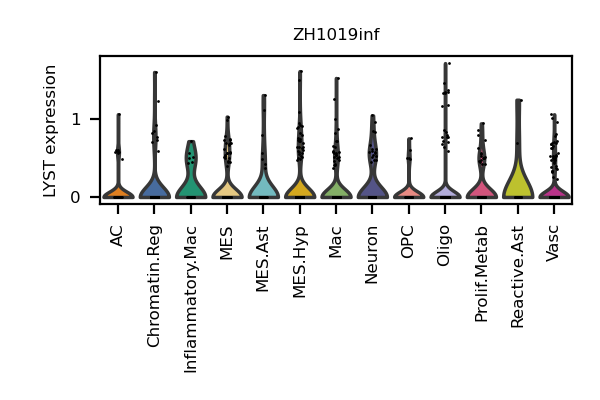 ZH1019inf
LYST expression
1
0
AC
Chromatin.Reg
Inflammatory.Mac
MES
MES.Ast
MES.Hyp
Mac
Neuron
OPC
Oligo
Prolif.Metab
Reactive.Ast
Vasc